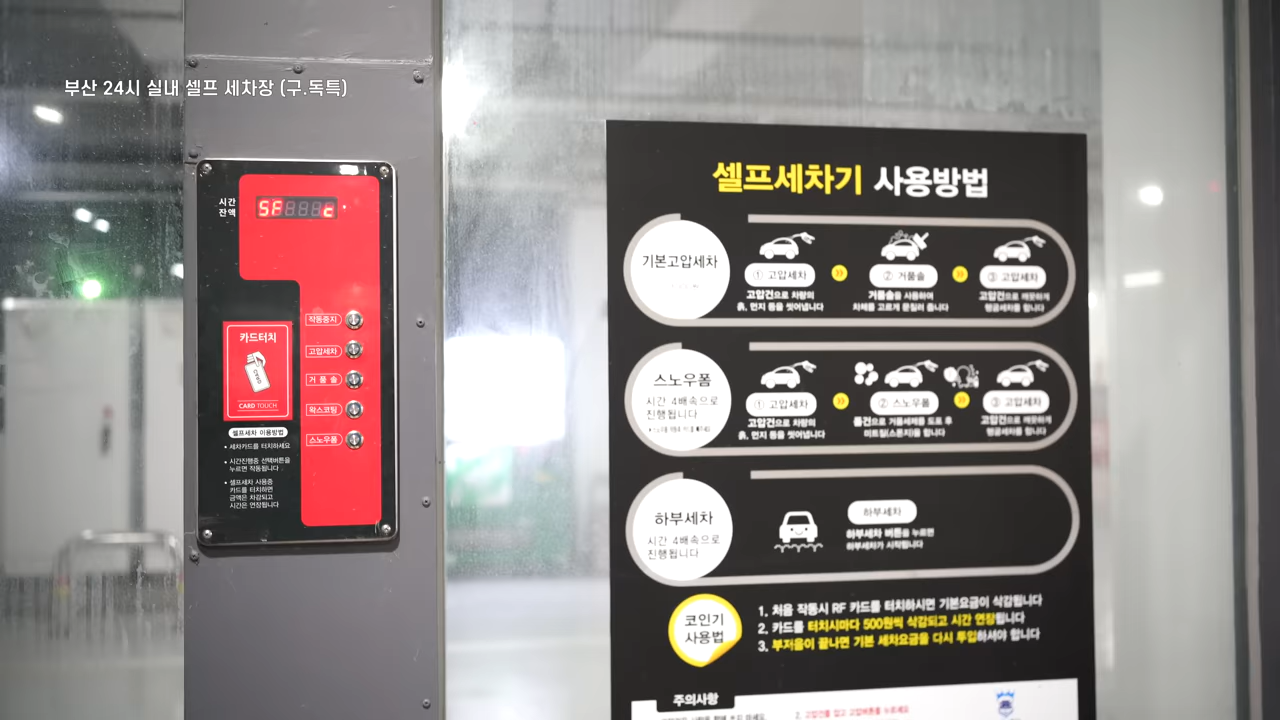 부산 24시 실내 셀프 세차장 (구.독특)
시간
잔액
SF c
작동중지
고압세차
거 품 솔
왁스코팅
스노우폼
카드터치
CARD
CARD TOUCH
셀프세차 이용방법
• 세차카드를 터치하세요
• 시간진행중 선택버튼을
누르면 작동됩니다.
• 셀프세차 사용중
카드를 터치하면
금액은 차감되고
시간은 연장됩니다
셀프세차기 사용방법
기본고압세차
① 고압세차
고압건으로 차량의
흙, 먼지 등을 씻어냅니다
② 거품솔
거품솔을 사용하여
차체를 고르게 문질러 줍니다
③ 고압세차
고압건으로 깨끗하게
헹굼세차를 합니다
스노우폼
시간 4배속으로
진행됩니다
① 고압세차
고압건으로 차량의
흙, 먼지 등을 씻어냅니다
② 스노우폼
폼건으로 거품세제를 도포 후
미트질(스폰지)을 합니다
③ 고압세차
고압건으로 깨끗하게
헹굼세차를 합니다
하부세차
시간 4배속으로
진행됩니다
하부세차
하부세차 버튼을 누르면
하부세차가 시작됩니다
코인기
사용법
1. 처음 작동시 RF 카드를 터치하시면 기본요금이 삭감됩니다
2. 카드를 터치시마다 500원씩 삭감되고 시간 연장됩니다
3. 부저음이 끝나면 기본 세차요금을 다시 투입하셔야 합니다
주의사항
2. 고압건을 잡고 고압버튼을 누르세요